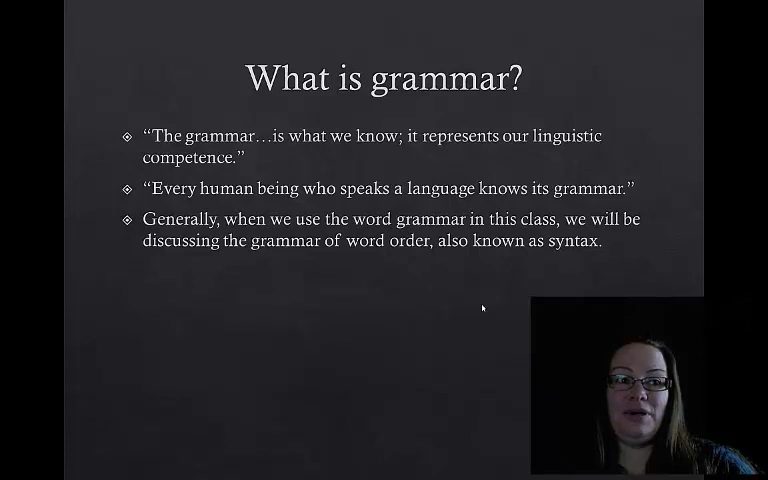 What is grammar?
“The grammar…is what we know; it represents our linguistic
competence.”
“Every human being who speaks a language knows its grammar.”
Generally, when we use the word grammar in this class, we will be
discussing the grammar of word order, also known as syntax.